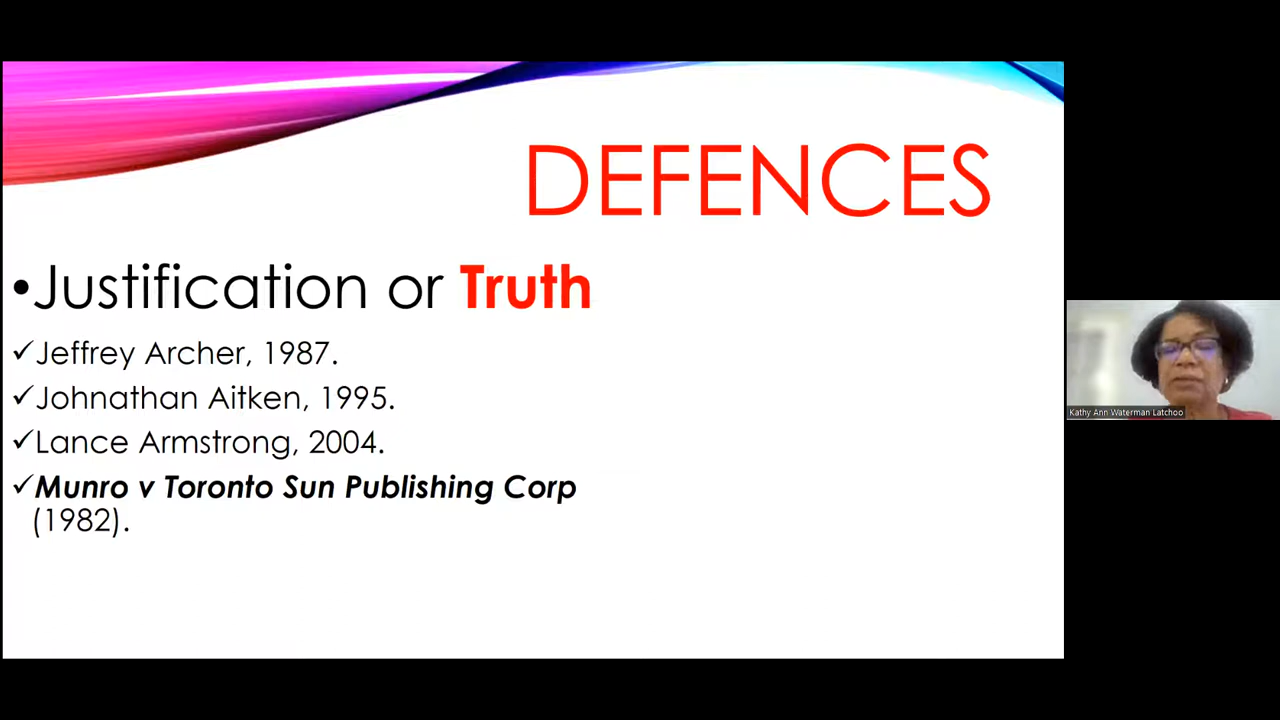 DEFENCES
•Justification or Truth
✓Jeffrey Archer, 1987.
✓Johnathan Aitken, 1995.
✓Lance Armstrong, 2004.
✓Munro v Toronto Sun Publishing Corp
(1982).
Kathy Ann Waterman Latchoo